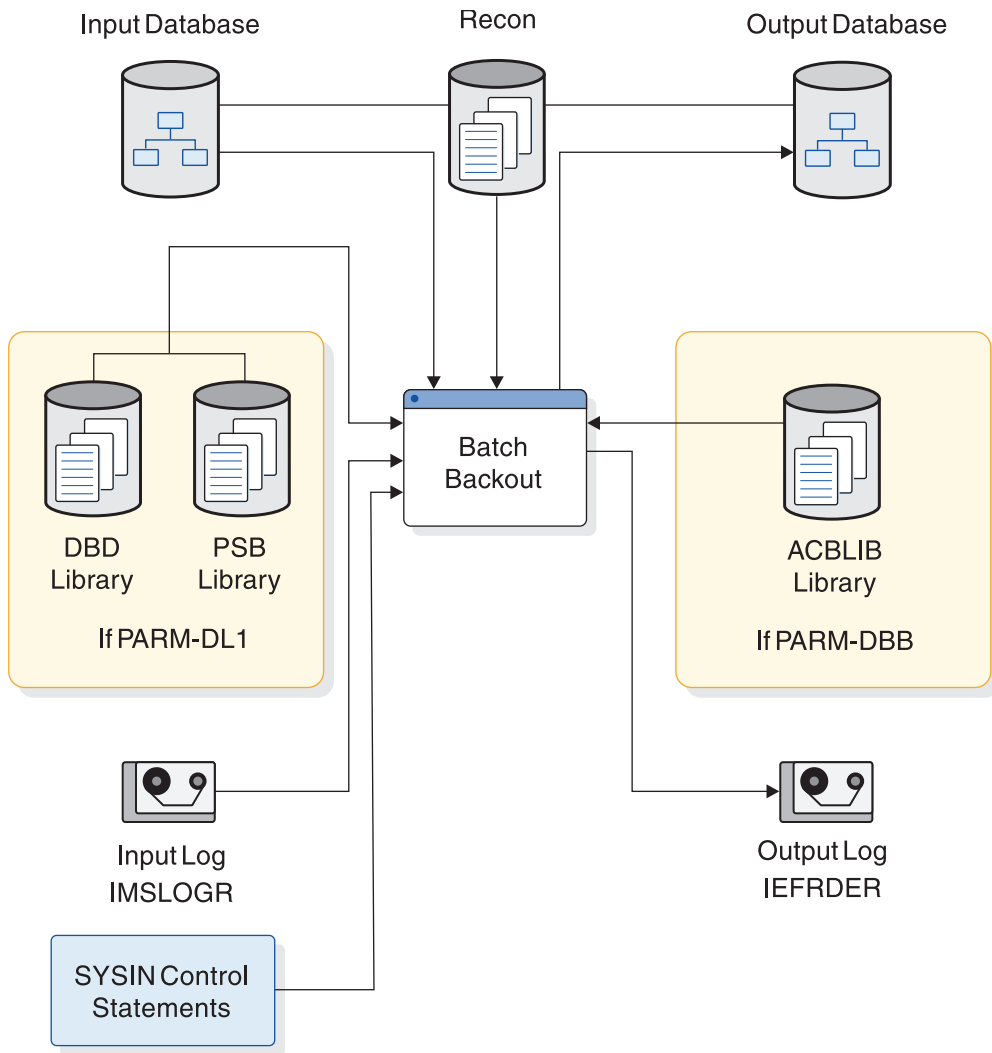 Input Database
Recon
Output Database
Batch
Backout
DBD
Library
PSB
Library
If PARM-DL1
ACBLIB
Library
If PARM-DBB
Input Log
IMSLOGR
Output Log
IEFRDER
SYSIN Control
Statements